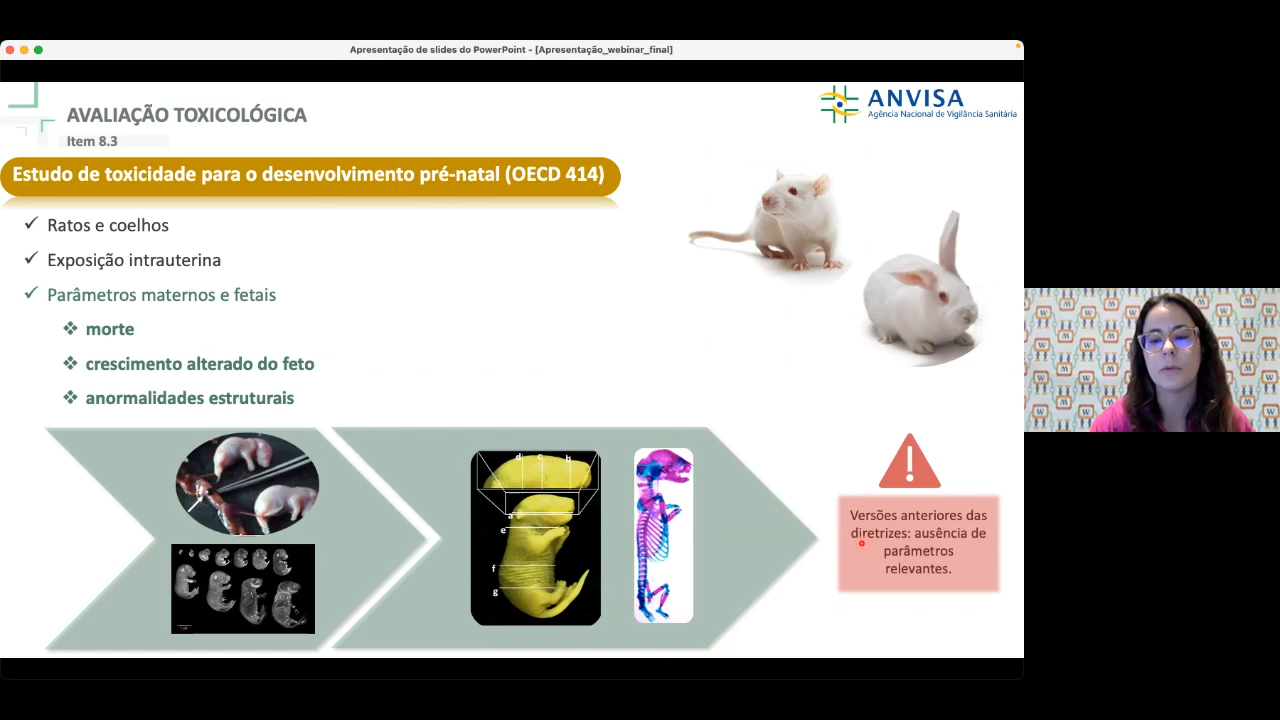 Apresentação de slides do PowerPoint - [Apresentação_webinar_final]
AVALIAÇÃO TOXICOLÓGICA
Item 8.3
ANVISA
Agência Nacional de Vigilância Sanitária
Estudo de toxicidade para o desenvolvimento pré-natal (OECD 414)
Ratos e coelhos
Exposição intrauterina
Parâmetros maternos e fetais
morte
crescimento alterado do feto
anormalidades estruturais
d c b
a
e
f
g
Versões anteriores das
diretrizes: ausência de
parâmetros
relevantes.